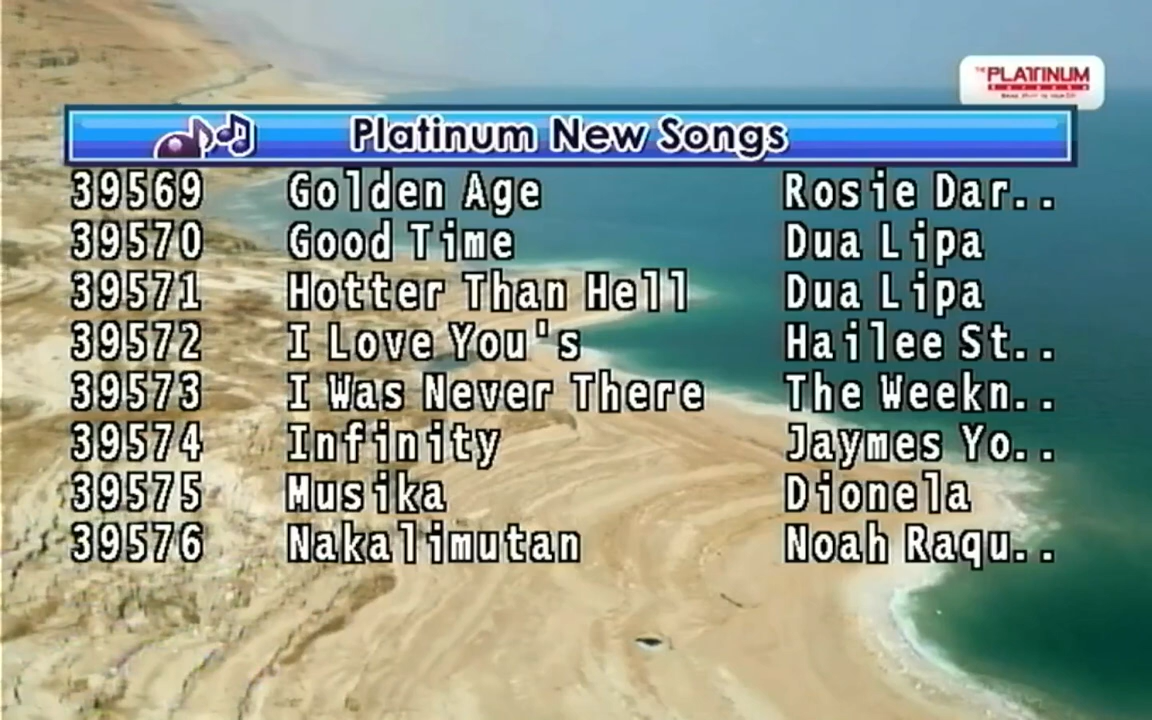 THE PLATINUM
KARAOKE
Platinum New Songs
39569 Golden Age Rosie Dar..
39570 Good Time Dua Lipa
39571 Hotter Than Hell Dua Lipa
39572 I Love You's Hailee St..
39573 I Was Never There The Weekn..
39574 Infinity Jaymes Yo..
39575 Musika Dionela
39576 Nakalimutan Noah Raqu..